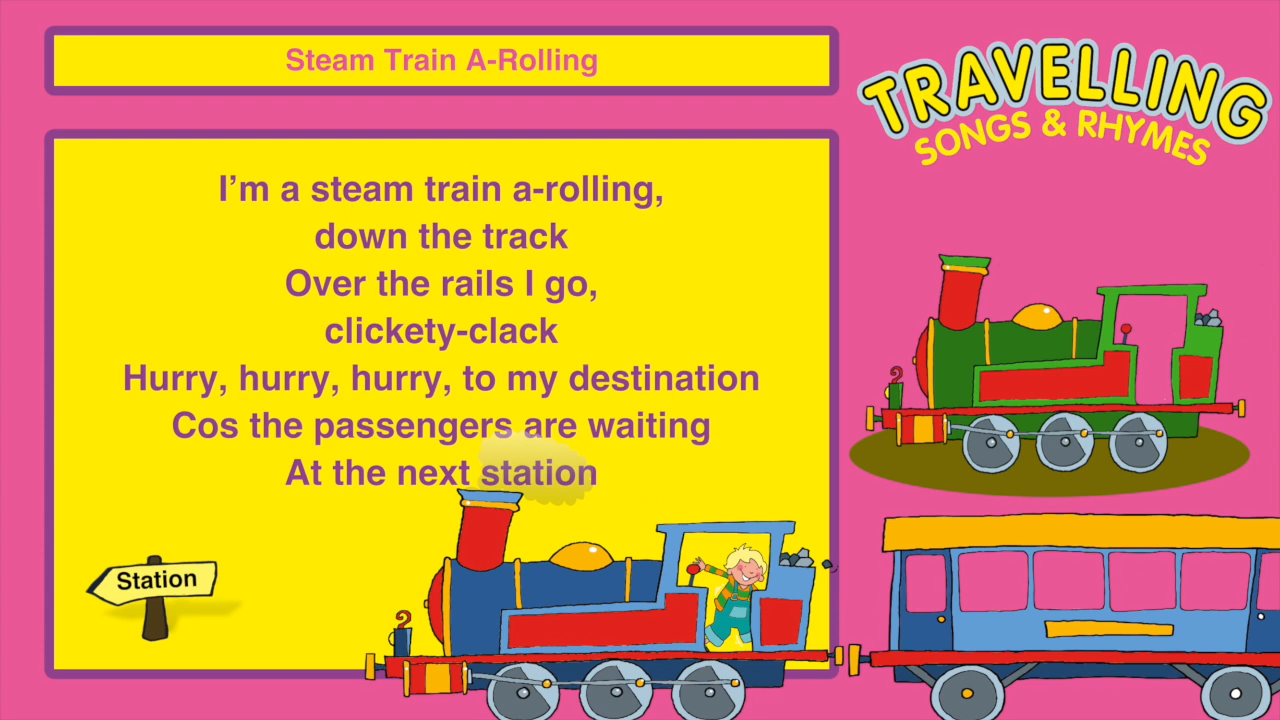 Steam Train A-Rolling
TRAVELLING
SONGS & RHYMES
I’m a steam train a-rolling,
down the track
Over the rails I go,
clickety-clack
Hurry, hurry, hurry, to my destination
Cos the passengers are waiting
At the next station
Station